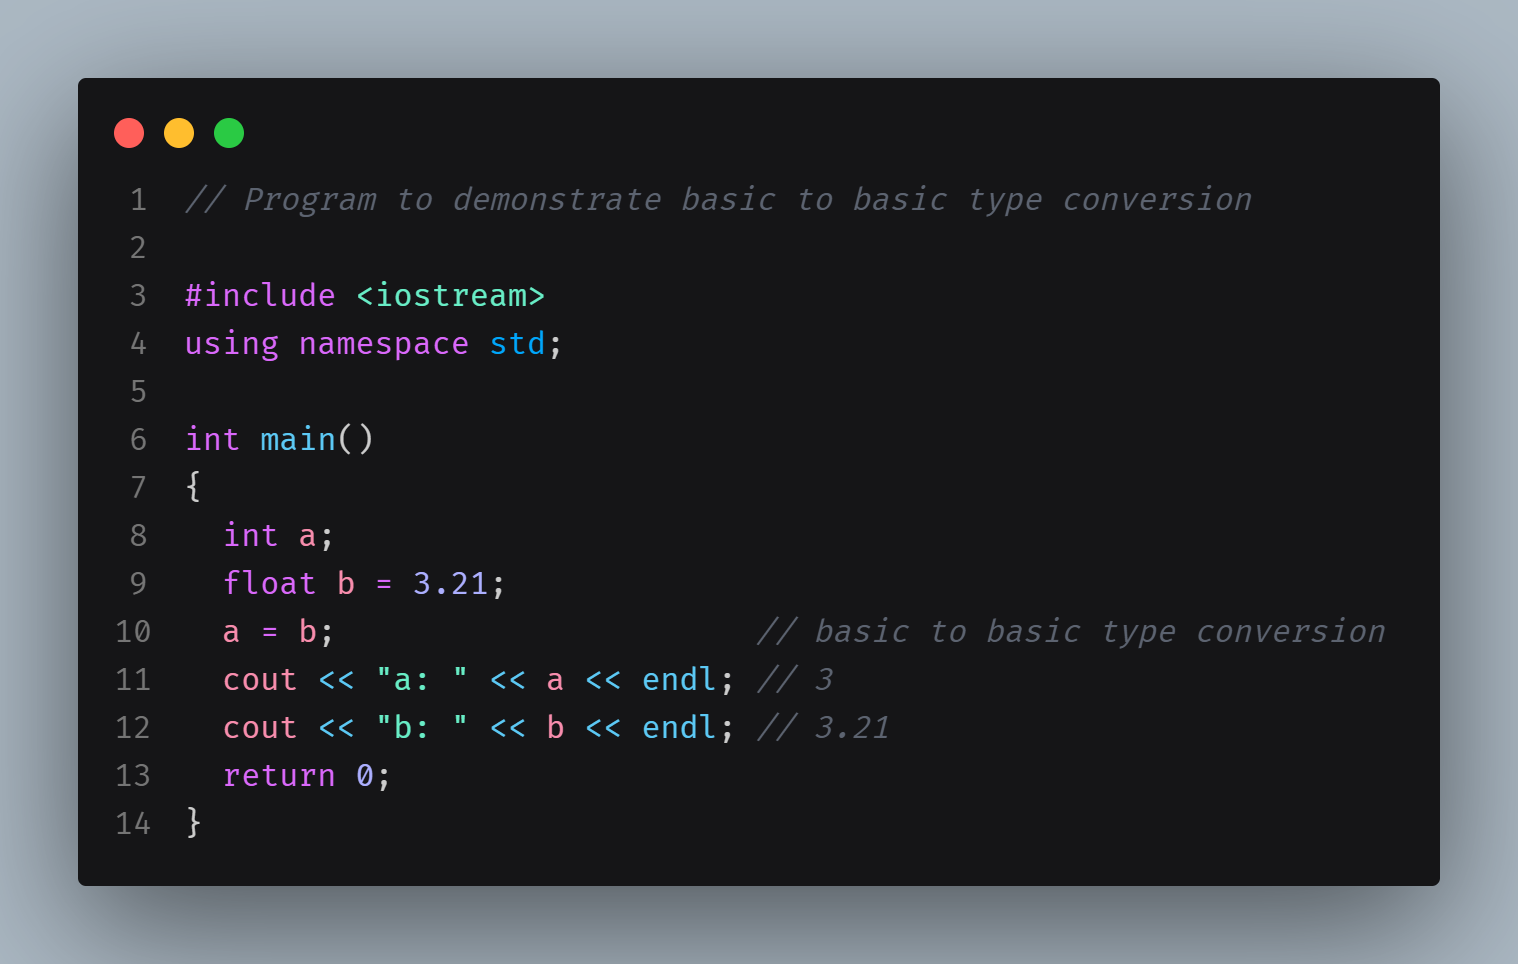 1 // Program to demonstrate basic to basic type conversion
2
3 #include <iostream>
4 using namespace std;
5
6 int main()
7 {
8   int a;
9   float b = 3.21;
10   a = b;                      // basic to basic type conversion
11   cout << "a: " << a << endl; // 3
12   cout << "b: " << b << endl; // 3.21
13   return 0;
14 }